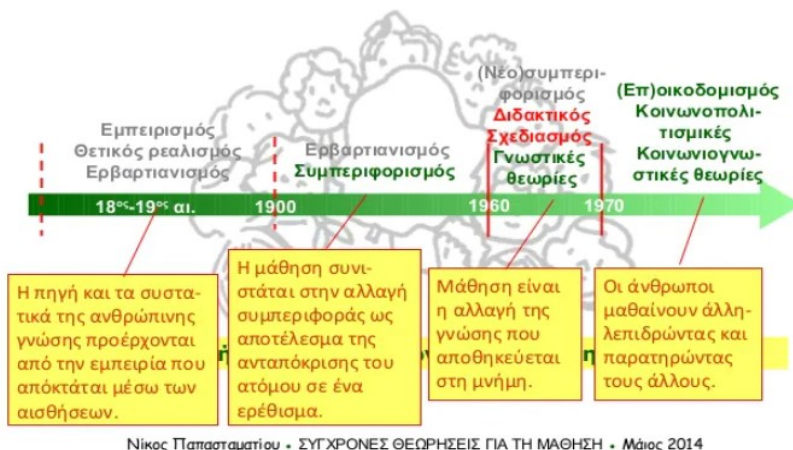 (Νέο)συμπερι-
φορισμός
Διδακτικός
Σχεδιασμός
Γνωστικές
θεωρίες
(Επ)οικοδομισμός
Κοινωνοπολι-
τισμικές
Κοινωνιογνω-
στικές θεωρίες
Εμπειρισμός
Θετικός ρεαλισμός
Ερβαρτιανισμός
Ερβαρτιανισμός
Συμπεριφορισμός
18ος-19ος αι.
1900
1960
1970
Η πηγή και τα συστα-
τικά της ανθρώπινης
γνώσης προέρχονται
από την εμπειρία που
απόκτάται μέσω των
αισθήσεων.
Η μάθηση συνι-
στάται στην αλλαγή
συμπεριφοράς ως
αποτέλεσμα της
ανταπόκρισης του
ατόμου σε ένα
ερέθισμα.
Μάθηση είναι
η αλλαγή της
γνώσης που
αποθηκεύεται
στη μνήμη.
Οι άνθρωποι
μαθαίνουν άλλη-
λεπιδρώντας και
παρατηρώντας
τους άλλους.
Νίκος Παπασταματίου • ΣΥΓΧΡΟΝΕΣ ΘΕΩΡΗΣΕΙΣ ΓΙΑ ΤΗ ΜΑΘΗΣΗ • Μάιος 2014